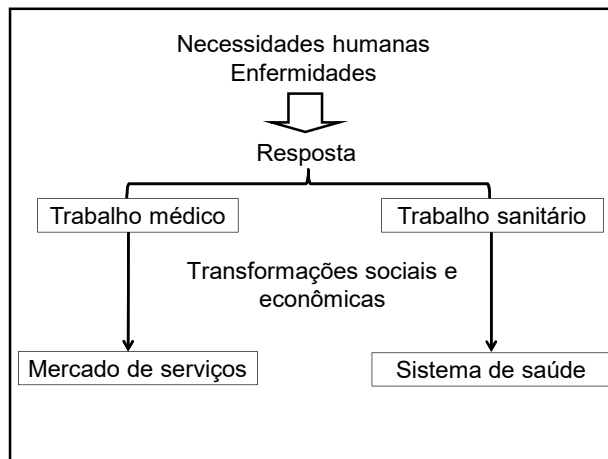 Necessidades humanas
Enfermidades
Resposta
Trabalho médico
Trabalho sanitário
Transformações sociais e
econômicas
Mercado de serviços
Sistema de saúde